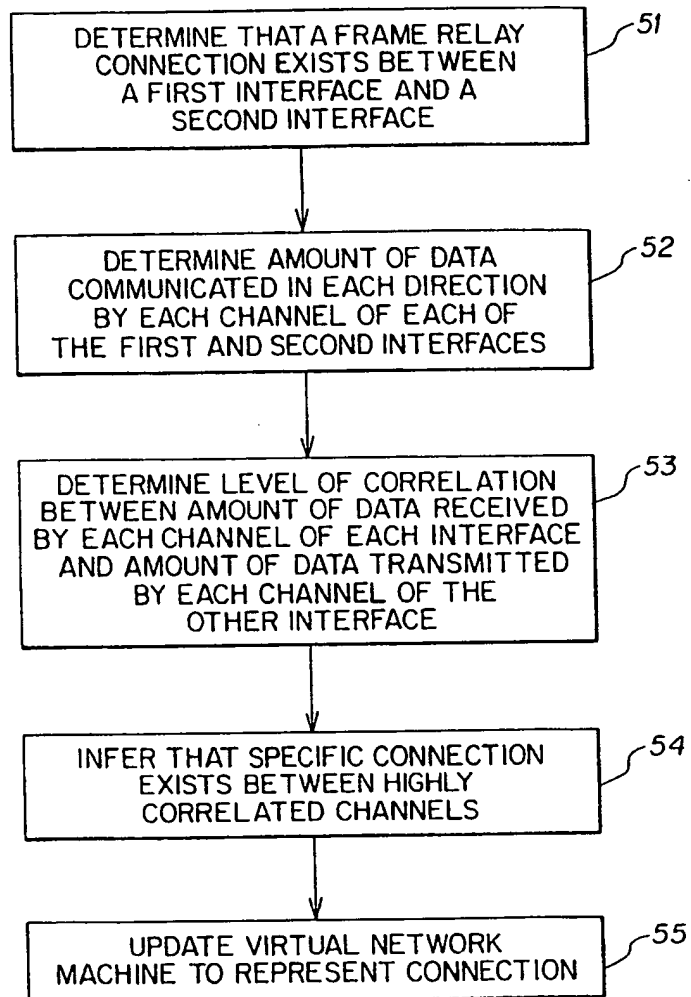 DETERMINE THAT A FRAME RELAY
CONNECTION EXISTS BETWEEN
A FIRST INTERFACE AND A
SECOND INTERFACE
51
DETERMINE AMOUNT OF DATA
COMMUNICATED IN EACH DIRECTION
BY EACH CHANNEL OF EACH OF
THE FIRST AND SECOND INTERFACES
52
DETERMINE LEVEL OF CORRELATION
BETWEEN AMOUNT OF DATA RECEIVED
BY EACH CHANNEL OF EACH INTERFACE
AND AMOUNT OF DATA TRANSMITTED
BY EACH CHANNEL OF THE
OTHER INTERFACE
53
INFER THAT SPECIFIC CONNECTION
EXISTS BETWEEN HIGHLY
CORRELATED CHANNELS
54
UPDATE VIRTUAL NETWORK
MACHINE TO REPRESENT CONNECTION
55